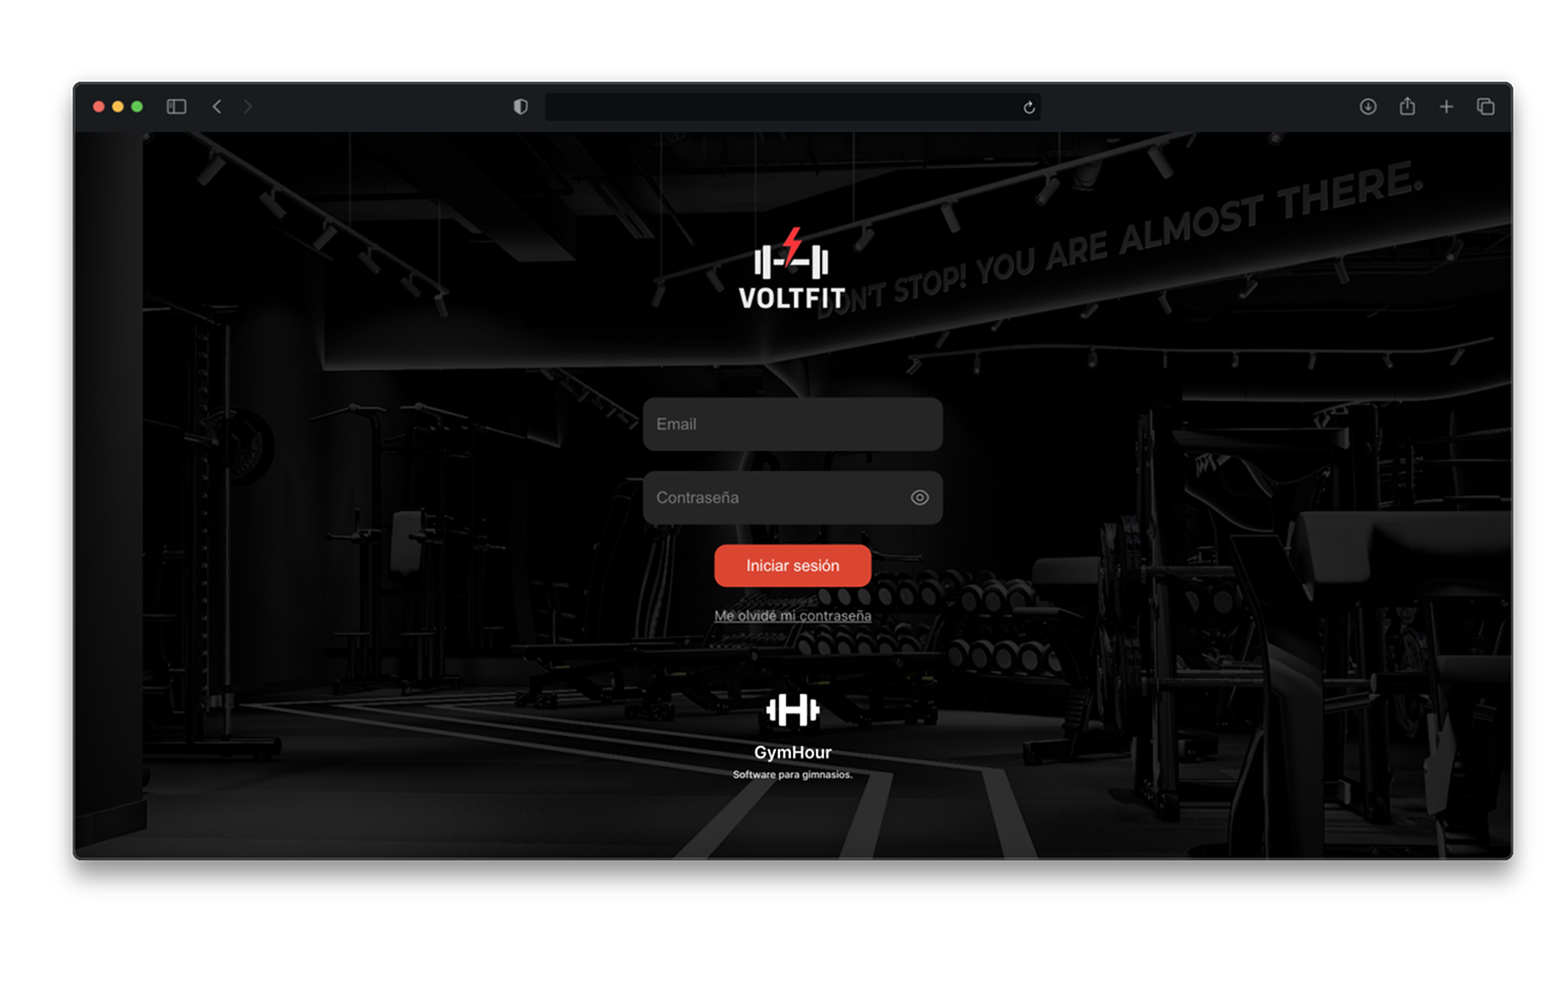 DON'T STOP! YOU ARE ALMOST THERE.
VOLTFIT
Email
Contraseña
Iniciar sesión
Me olvidé mi contraseña
GymHour
Software para gimnasios.